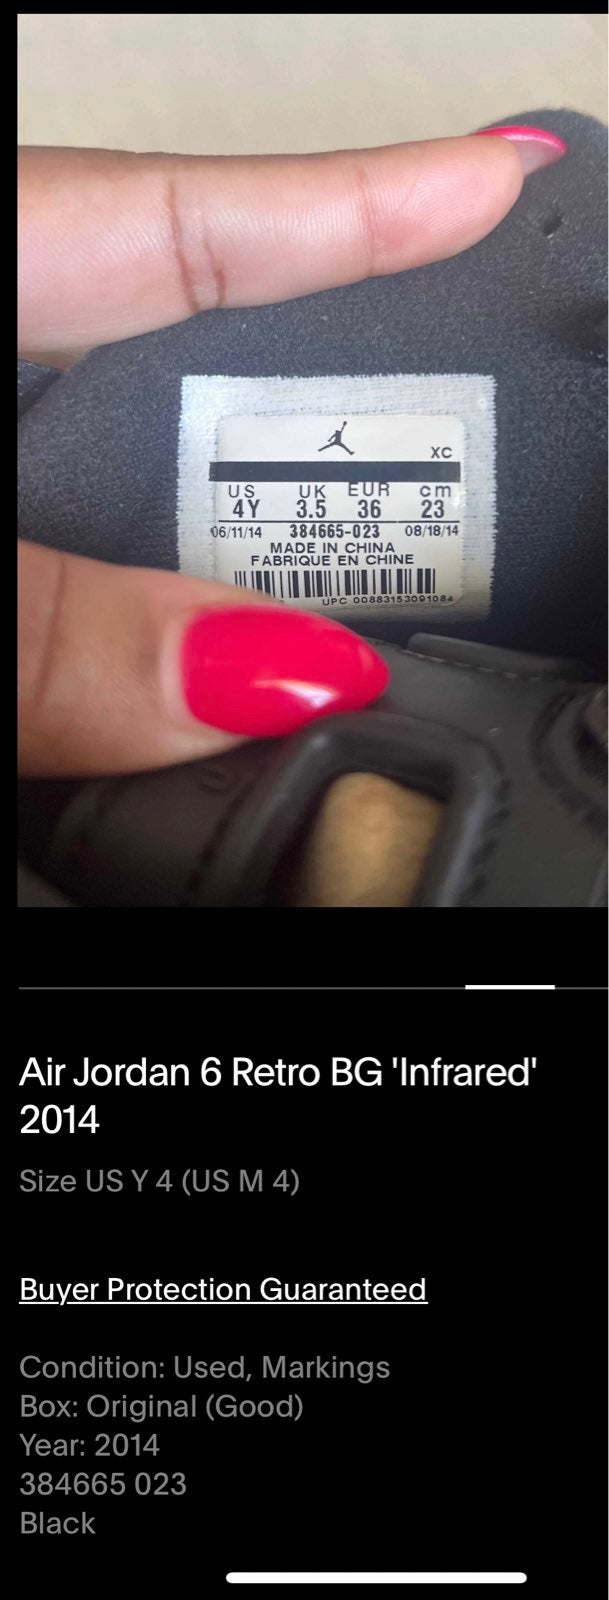 XC
US UK EUR cm
4Y 3.5 36 23
06/11/14 384665-023 08/18/14
MADE IN CHINA
FABRIQUE EN CHINE
UPC 00883153091084
Air Jordan 6 Retro BG 'Infrared'
2014
Size US Y 4 (US M 4)
Buyer Protection Guaranteed
Condition: Used, Markings
Box: Original (Good)
Year: 2014
384665 023
Black